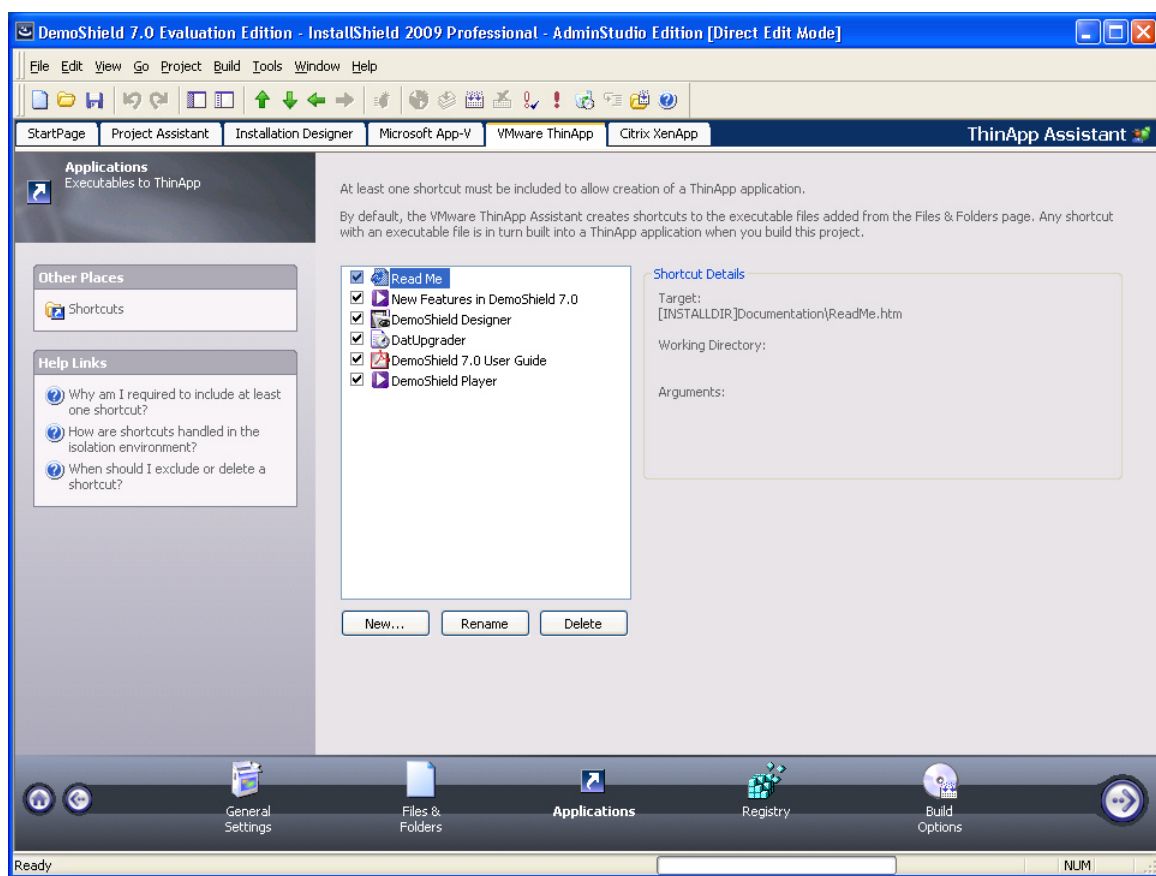 DemoShield 7.0 Evaluation Edition - InstallShield 2009 Professional - AdminStudio Edition [Direct Edit Mode]
File Edit View Go Project Build Tools Window Help
StartPage Project Assistant Installation Designer Microsoft App-V VMware ThinApp Citrix XenApp ThinApp Assistant
Applications
Executables to ThinApp
Other Places
Shortcuts
Help Links
Why am I required to include at least
one shortcut?
How are shortcuts handled in the
isolation environment?
When should I exclude or delete a
shortcut?
At least one shortcut must be included to allow creation of a ThinApp application.
By default, the VMware ThinApp Assistant creates shortcuts to the executable files added from the Files & Folders page. Any shortcut
with an executable file is in turn built into a ThinApp application when you build this project.
Read Me
New Features in DemoShield 7.0
DemoShield Designer
DatUpgrader
DemoShield 7.0 User Guide
DemoShield Player
New... Rename Delete
Shortcut Details
Target:
[INSTALLDIR]Documentation\ReadMe.htm
Working Directory:
Arguments:
General
Settings
Files &
Folders
Applications
Registry
Build
Options
Ready NUM